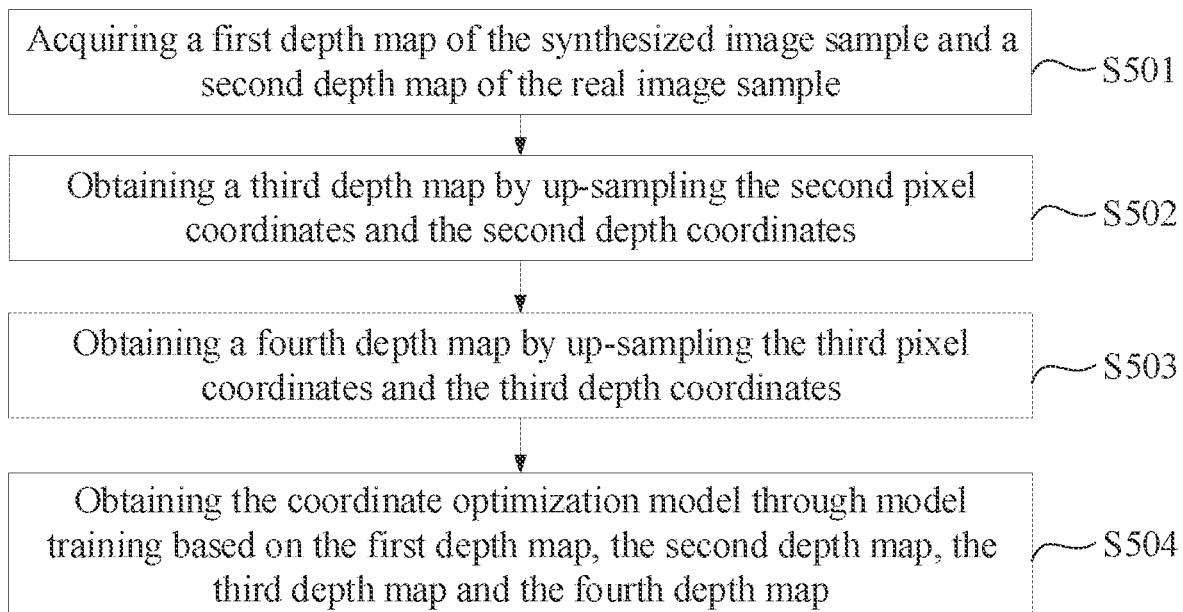 Acquiring a first depth map of the synthesized image sample and a
second depth map of the real image sample
S501
Obtaining a third depth map by up-sampling the second pixel
coordinates and the second depth coordinates
S502
Obtaining a fourth depth map by up-sampling the third pixel
coordinates and the third depth coordinates
S503
Obtaining the coordinate optimization model through model
training based on the first depth map, the second depth map, the
third depth map and the fourth depth map
S504